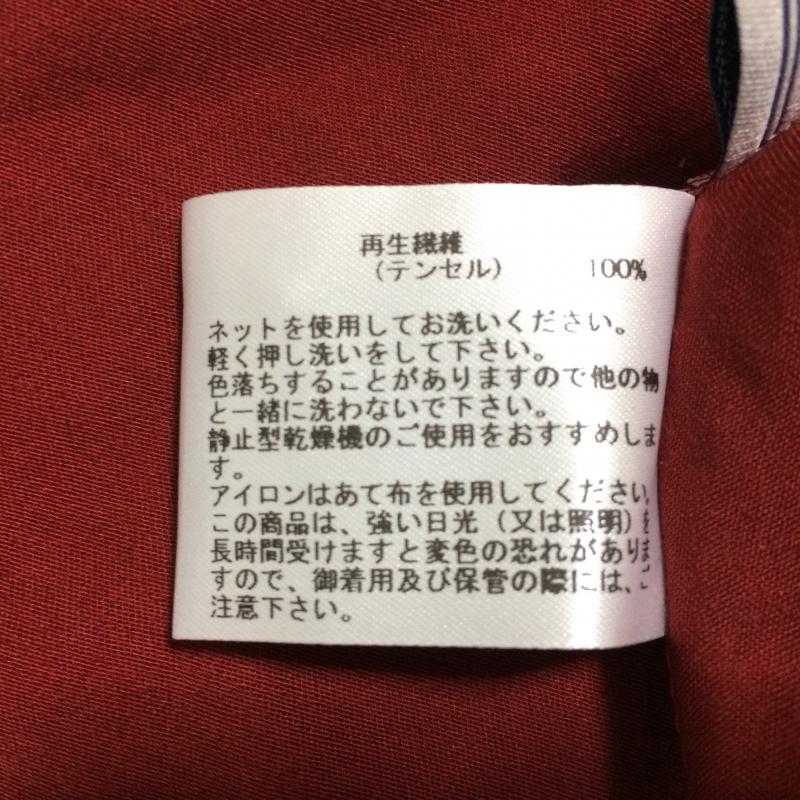 再生繊維
（テンセル） 100%
ネットを使用してお洗いください。
軽く押し洗いをして下さい。
色落ちすることがありますので他の物
と一緒に洗わないで下さい。
静止型乾燥機のご使用をおすすめしま
す。
アイロンはあて布を使用してください。
この商品は、強い日光（又は照明）を
長時間受けますと変色の恐れがありま
すので、御着用及び保管の際には、ご
注意下さい。